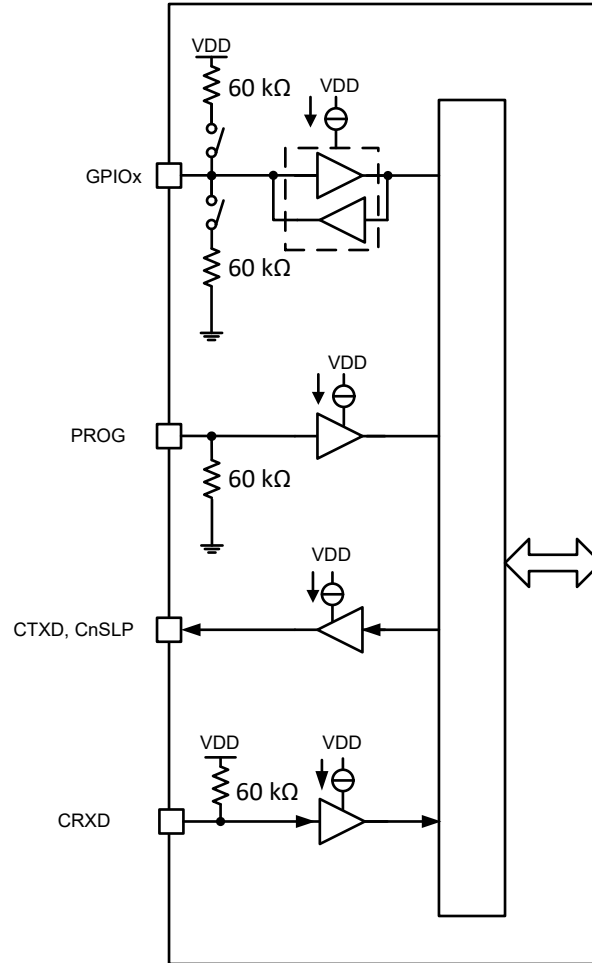 VDD
60 kΩ
VDD
GPIOx
60 kΩ
VDD
PROG
60 kΩ
VDD
CTXD, CnSLP
VDD
VDD
60 kΩ
CRXD